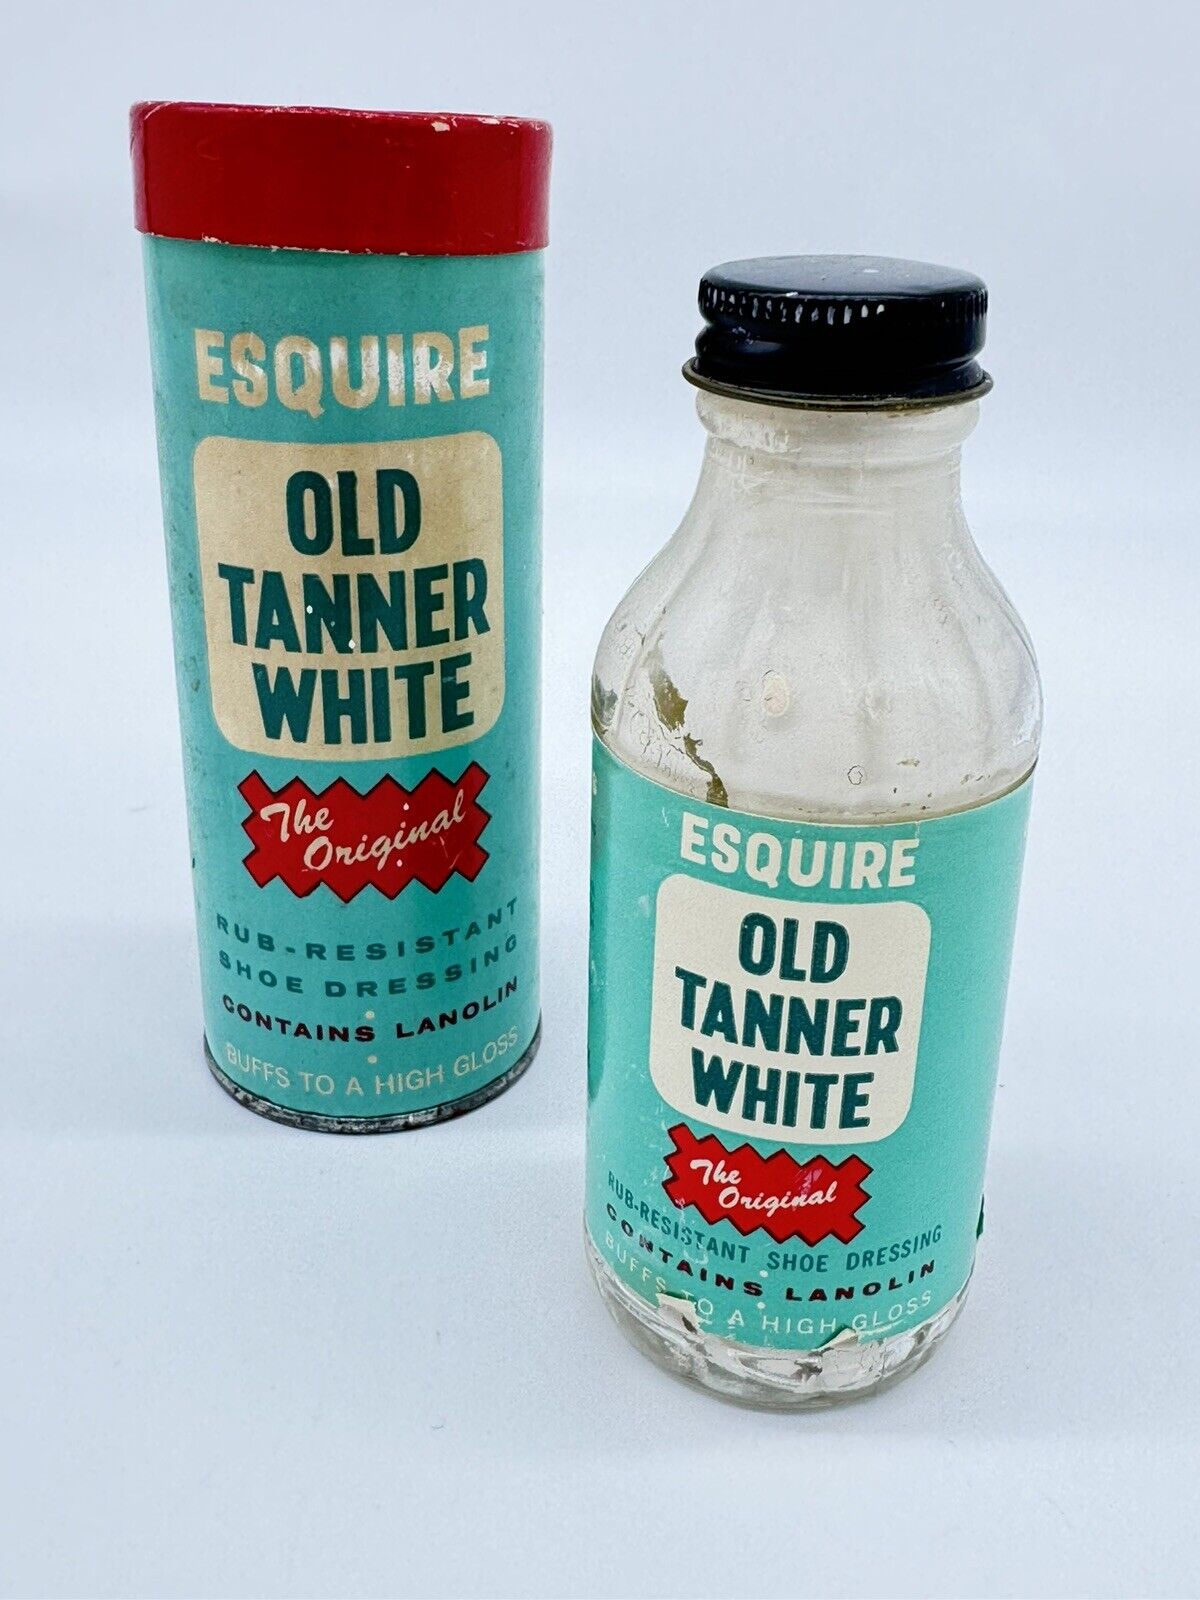 ESQUIRE
OLD
TANNER
WHITE
The
Original
RUB-RESISTANT
SHOE DRESSING
CONTAINS LANOLIN
BUFFS TO A HIGH GLOSS
ESQUIRE
OLD
TANNER
WHITE
The
Original
RUB-RESISTANT SHOE DRESSING
CONTAINS LANOLIN
BUFFS TO A HIGH GLOSS